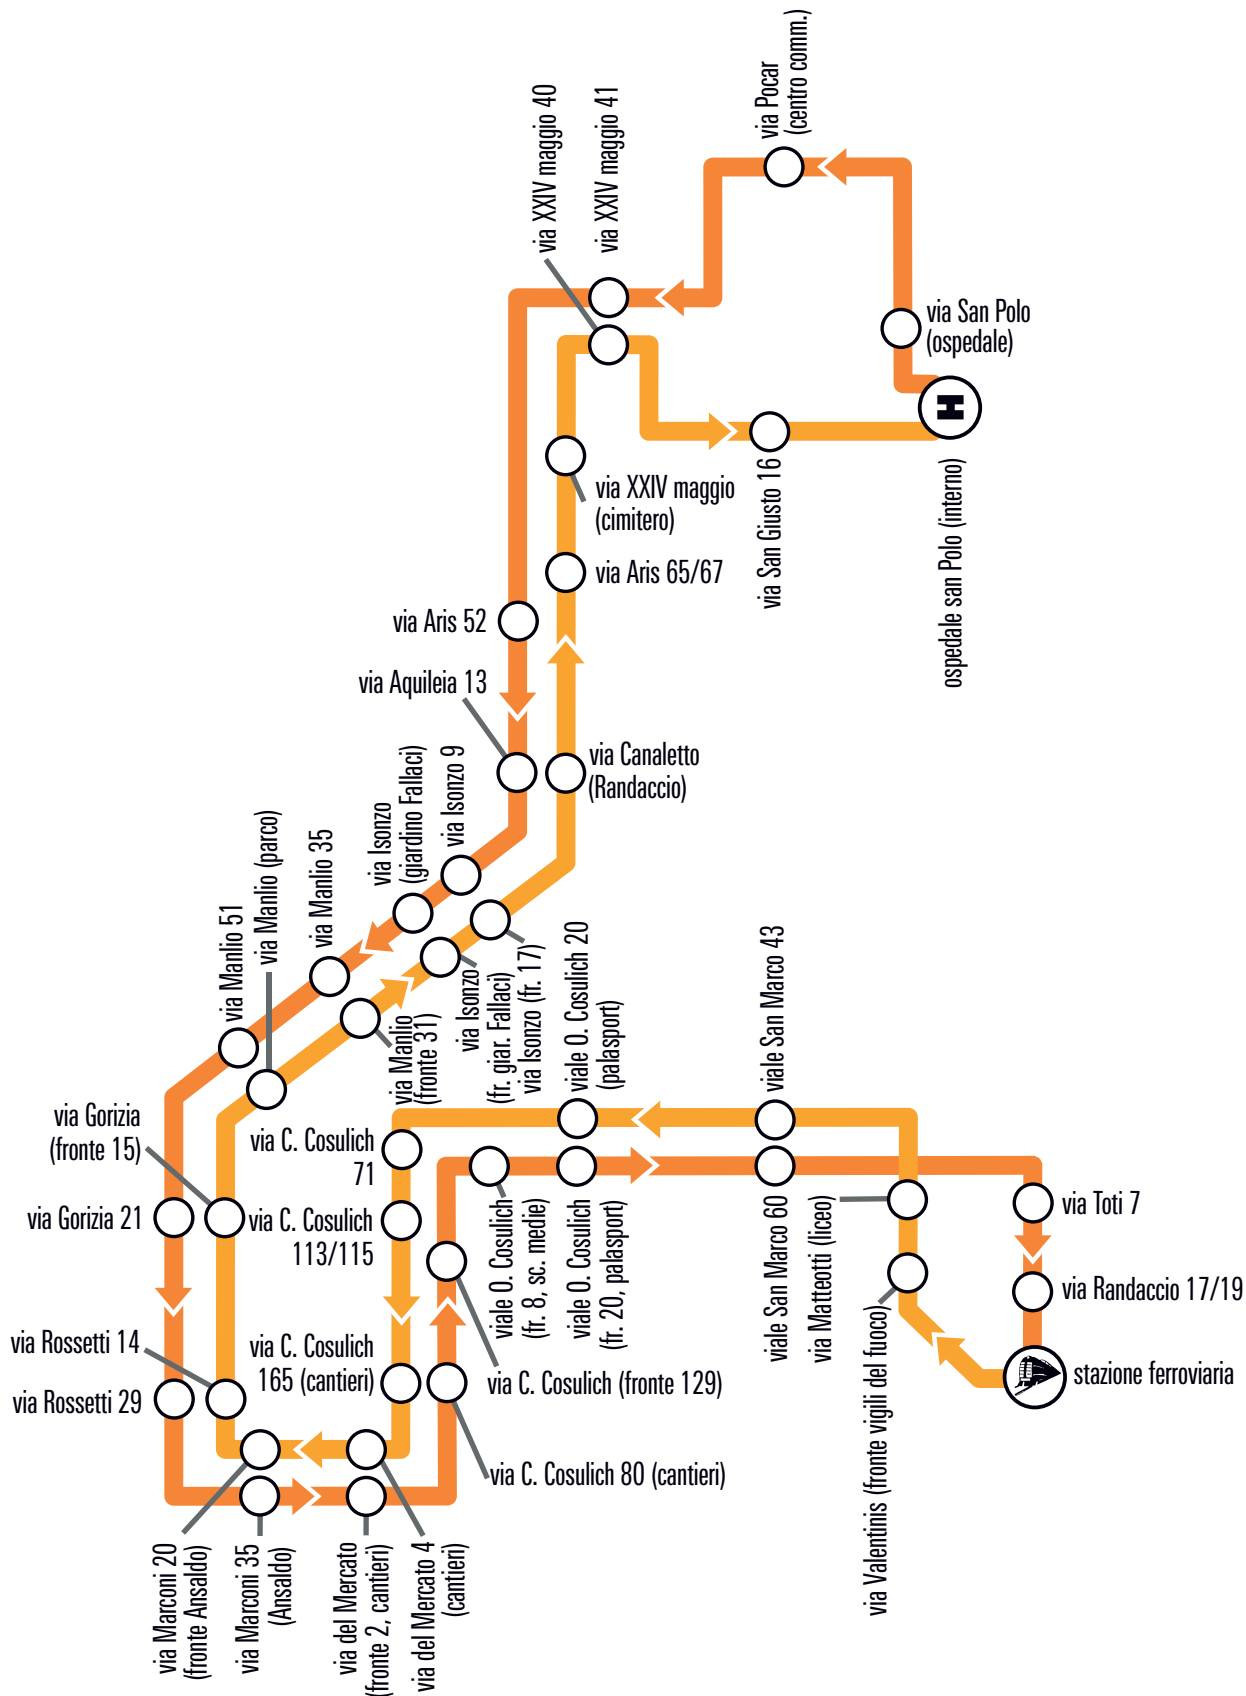 via Pocar
(centro comm.)
via XXIV maggio 40
via XXIV maggio 41
via San Polo
(ospedale)
H
via XXIV maggio
(cimitero)
via San Giusto 16
ospedale san Polo (interno)
via Aris 65/67
via Aris 52
via Aquileia 13
via Canaletto
(Randaccio)
via Isonzo 9
via Isonzo
(giardino Fallaci)
via Manlio 35
via Manlio (parco)
via Manlio 51
via Manlio
(fronte 31)
via Isonzo
(fr. giar. Fallaci)
via Isonzo (fr. 17)
viale O. Cosulich 20
(palasport)
viale San Marco 43
via Gorizia
(fronte 15)
via C. Cosulich
71
via Gorizia 21
via C. Cosulich
113/115
viale O. Cosulich
(fr. 8, sc. medie)
viale O. Cosulich
(fr. 20, palasport)
viale San Marco 60
via Matteotti (liceo)
via Toti 7
via Randaccio 17/19
via Rossetti 14
via C. Cosulich
165 (cantieri)
via C. Cosulich (fronte 129)
via Rossetti 29
stazione ferroviaria
via Valentinis (fronte vigili del fuoco)
via C. Cosulich 80 (cantieri)
via Marconi 20
(fronte Ansaldo)
via Marconi 35
(Ansaldo)
via del Mercato
(fronte 2, cantieri)
via del Mercato 4
(cantieri)